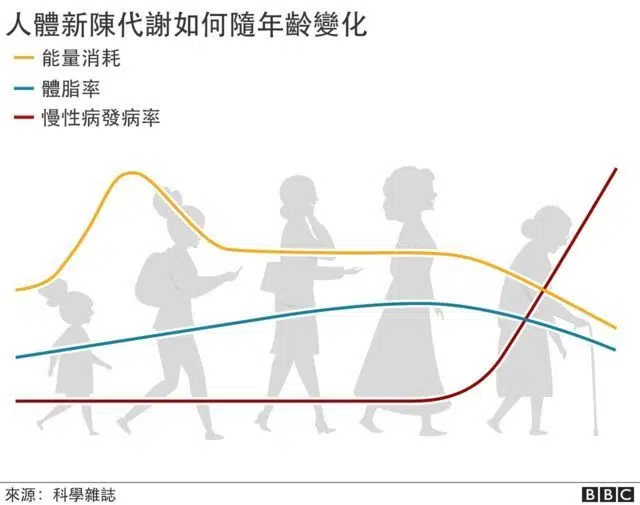 人體新陳代謝如何隨年齡變化
能量消耗
體脂率
慢性病發病率
來源：科學雜誌
BBC